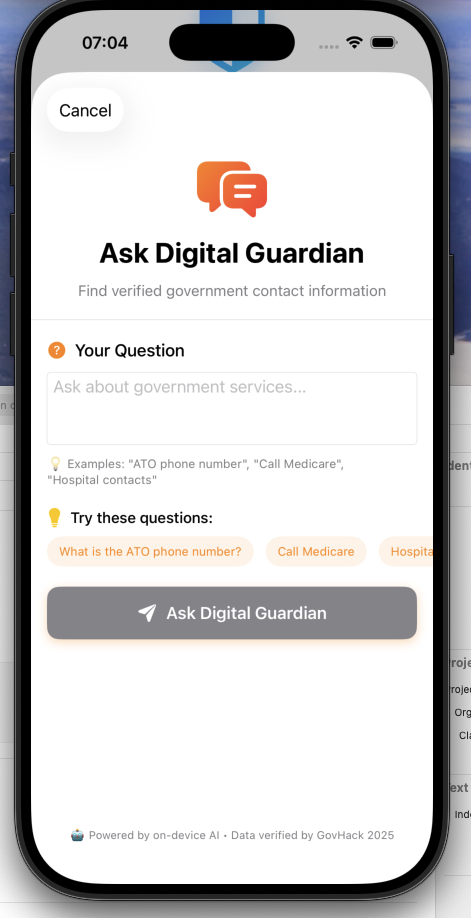 07:04
Cancel
Ask Digital Guardian
Find verified government contact information
? Your Question
Ask about government services...
Examples: "ATO phone number", "Call Medicare",
"Hospital contacts"
Try these questions:
What is the ATO phone number?
Call Medicare
Hospita
Ask Digital Guardian
Powered by on-device AI • Data verified by GovHack 2025